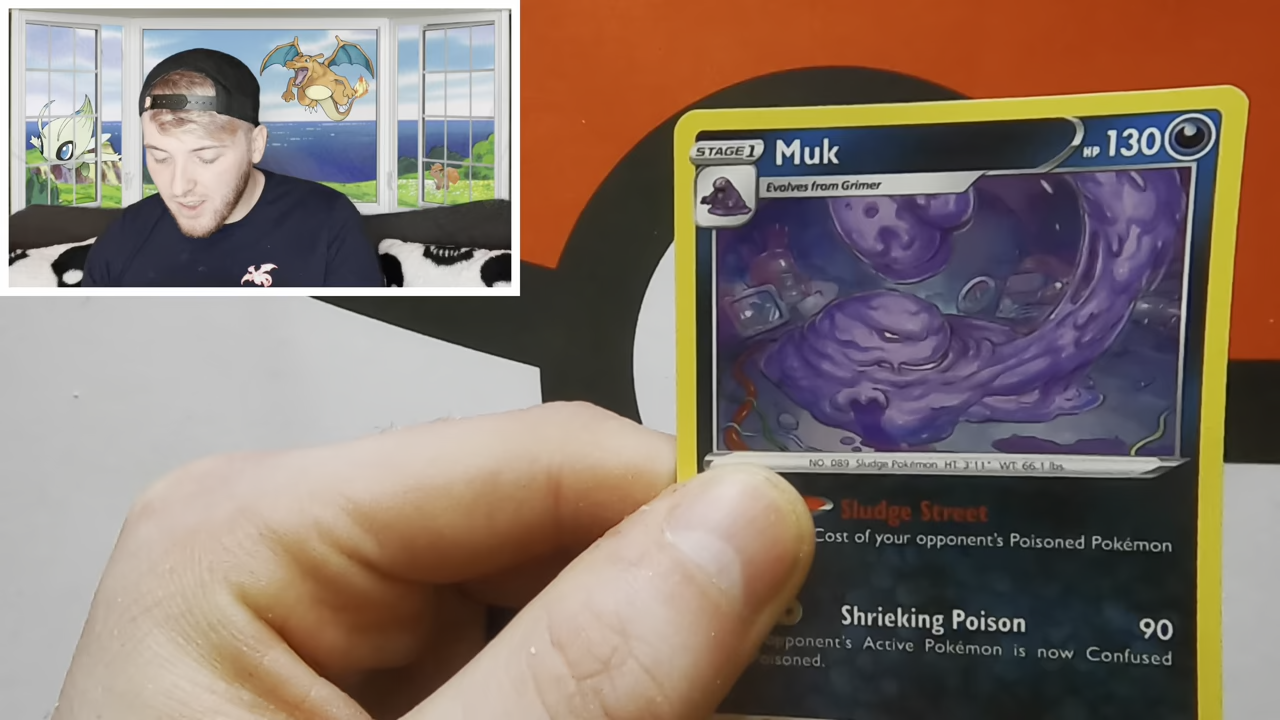 STAGE 1
Muk
HP 130
Evolves from Grimer
NO. 089 Sludge Pokémon HT: 3'11" WT: 66.1 lbs.
Sludge Street
Cost of your opponent's Poisoned Pokémon
Shrieking Poison 90
opponent's Active Pokémon is now Confused